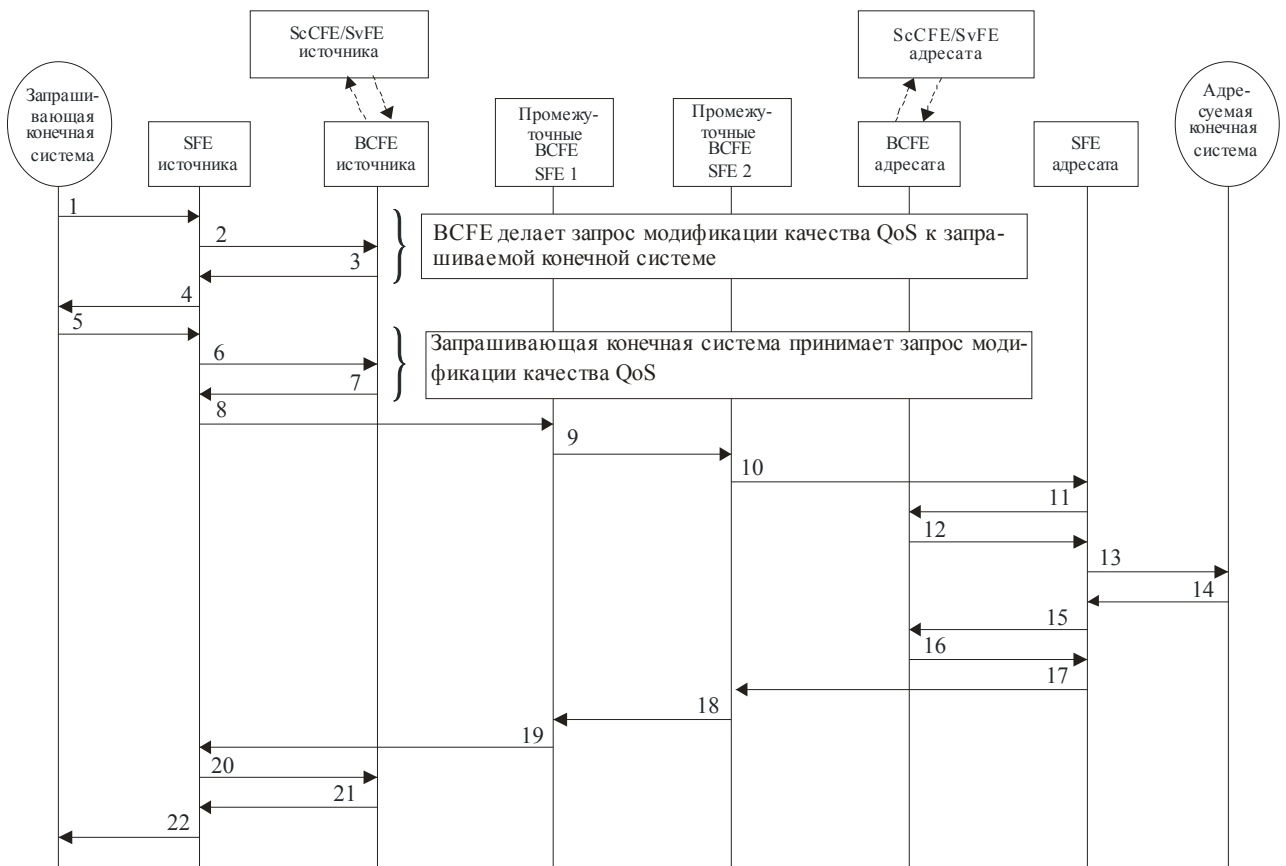 ScCFE/SvFE
источника
ScCFE/SvFE
адресата
Запраши-
вающая
конечная
система
SFE
источника
BCFE
источника
Промежу-
точные
BCFE
SFE 1
Промежу-
точные
BCFE
SFE 2
BCFE
адресата
SFE
адресата
Адре-
суемая
конечная
система
1
2
3
BCFE делает запрос модификации качества QoS к запра-
шиваемой конечной системе
4
5
6
7
Запрашивающая конечная система принимает запрос моди-
фикации качества QoS
8
9
10
11
12
13
14
15
16
17
18
19
20
21
22